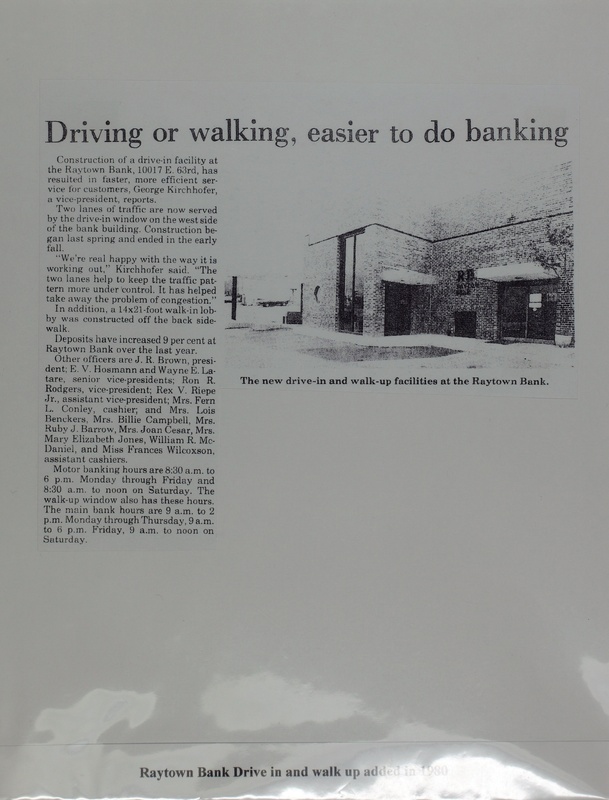 Driving or walking, easier to do banking
Construction of a drive-in facility at
the Raytown Bank, 10017 E. 63rd, has
resulted in faster, more efficient ser-
vice for customers, George Kirchhofer,
a vice-president, reports.
Two lanes of traffic are now served
by the drive-in window on the west side
of the bank building. Construction be-
gan last spring and ended in the early
fall.
"We're real happy with the way it is
working out," Kirchhofer said. "The
two lanes help to keep the traffic pat-
tern more under control. It has helped
take away the problem of congestion."
In addition, a 14x21-foot walk-in lob-
by was constructed off the back side-
walk.
Deposits have increased 9 per cent at
Raytown Bank over the last year.
Other officers are J. R. Brown, presi-
dent; E. V. Hosmann and Wayne E. La-
tare, senior vice-presidents; Ron R.
Rodgers, vice-president; Rex V. Riepe
Jr., assistant vice-president; Mrs. Fern
L. Conley, cashier; and Mrs. Lois
Benckers, Mrs. Billie Campbell, Mrs.
Ruby J. Barrow, Mrs. Joan Cesar, Mrs.
Mary Elizabeth Jones, William R. Mc-
Daniel, and Miss Frances Wilcoxson,
assistant cashiers.
Motor banking hours are 8:30 a.m. to
6 p.m. Monday through Friday and
8:30 a.m. to noon on Saturday. The
walk-up window also has these hours.
The main bank hours are 9 a.m. to 2
p.m. Monday through Thursday, 9 a.m.
to 6 p.m. Friday, 9 a.m. to noon on
Saturday.
RB
The new drive-in and walk-up facilities at the Raytown Bank.
Raytown Bank Drive in and walk up added in 1980